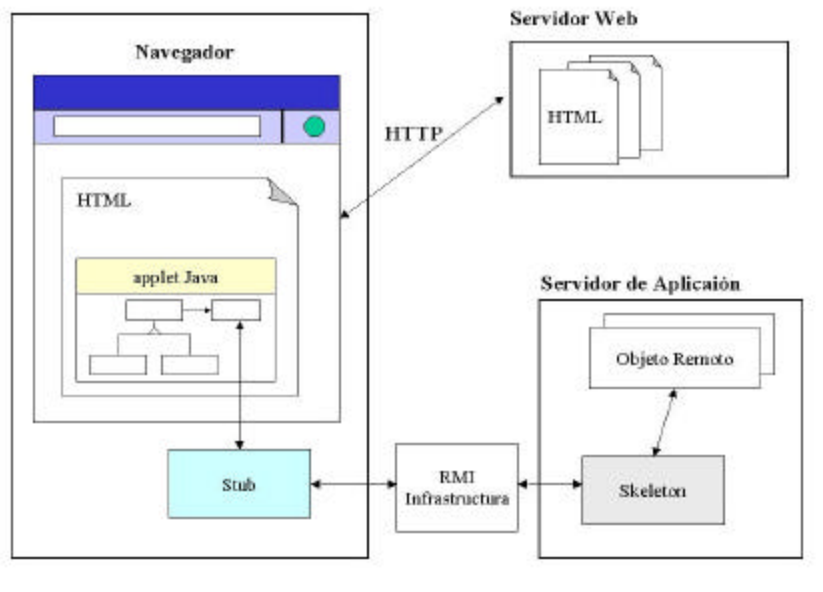 Servidor Web
Navegador
HTTP
HTML
HTML
applet Java
Servidor de Aplicaión
Objeto Remoto
Stub
RMI
Infrastructura
Skeleton